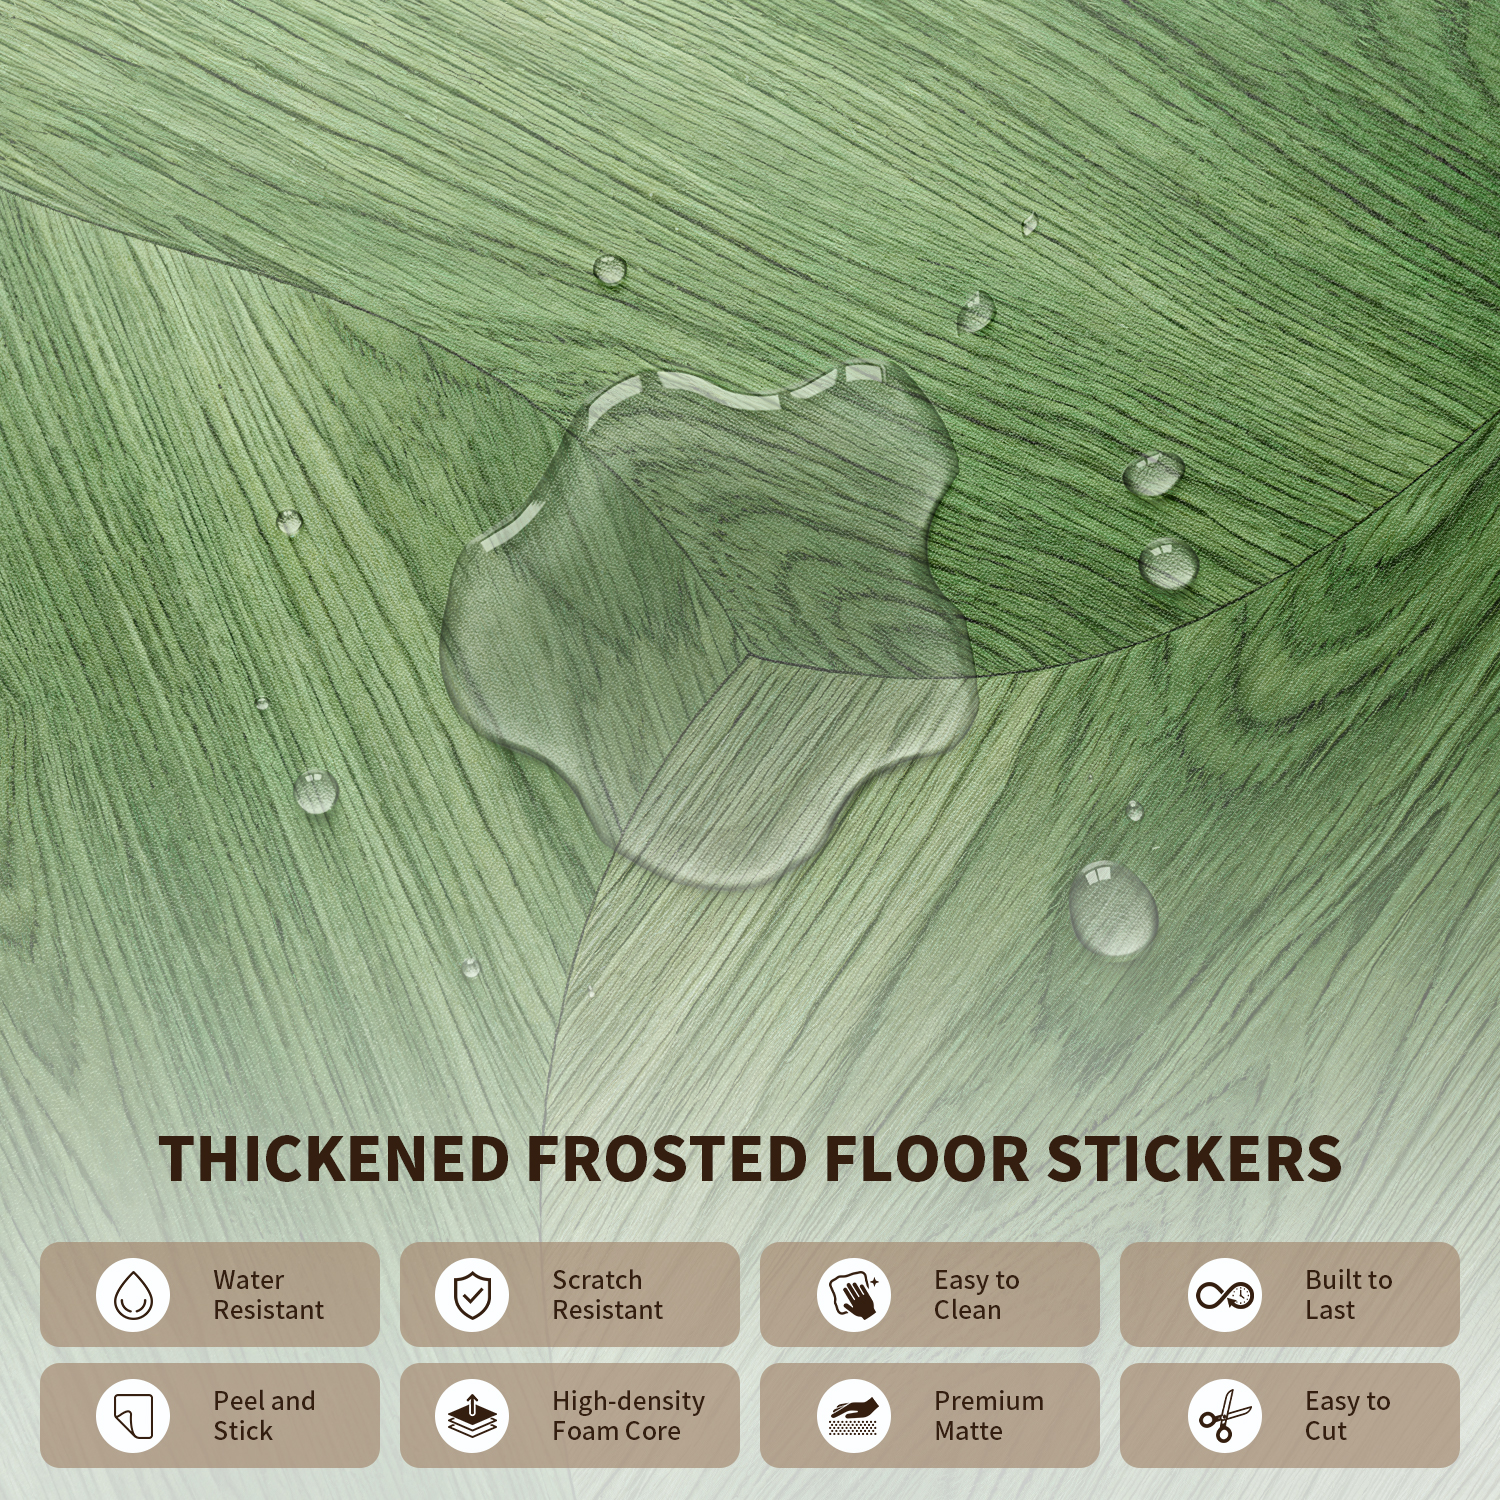 THICKENED FROSTED FLOOR STICKERS
Water
Resistant
Scratch
Resistant
Easy to
Clean
Built to
Last
Peel and
Stick
High-density
Foam Core
Premium
Matte
Easy to
Cut